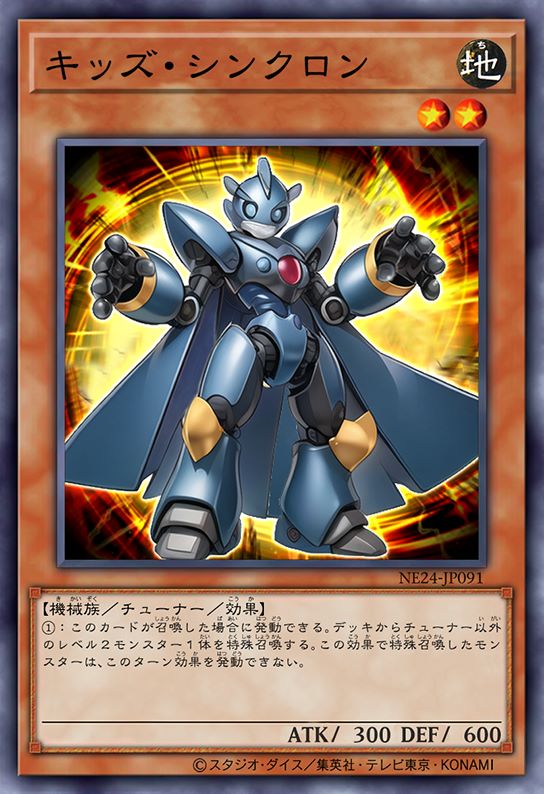 キッズ・シンクロン
地
NE24-JP091
【機械族／チューナー／効果】
①：このカードが召喚した場合に発動できる。デッキからチューナー以外
のレベル２モンスター１体を特殊召喚する。この効果で特殊召喚したモン
スターは、このターン効果を発動できない。
ATK/ 300 DEF/ 600
©スタジオ・ダイス／集英社・テレビ東京・KONAMI